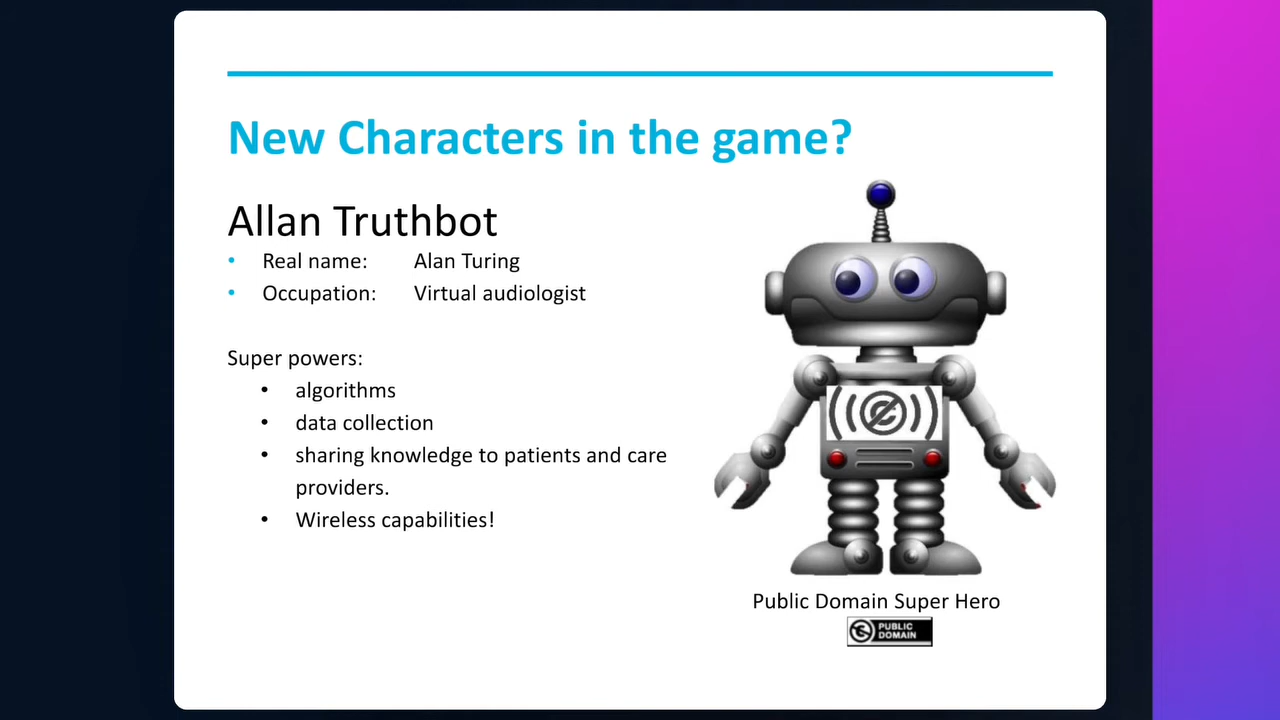 New Characters in the game?
Allan Truthbot
• Real name: Alan Turing
• Occupation: Virtual audiologist
Super powers:
• algorithms
• data collection
• sharing knowledge to patients and care
providers.
• Wireless capabilities!
Public Domain Super Hero
PUBLIC
DOMAIN